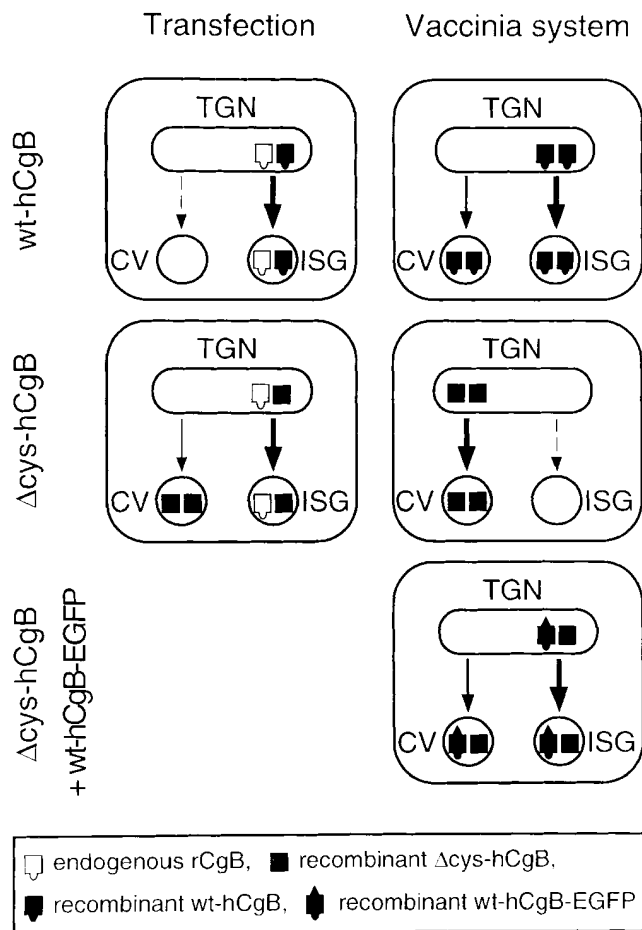 Transfection Vaccinia system
wt-hCgB
TGN
CV
ISG
TGN
CV
ISG
Δcys-hCgB
TGN
CV
ISG
TGN
CV
ISG
Δcys-hCgB
+ wt-hCgB-EGFP
TGN
CV
ISG
endogenous rCgB, recombinant Δcys-hCgB,
recombinant wt-hCgB, recombinant wt-hCgB-EGFP